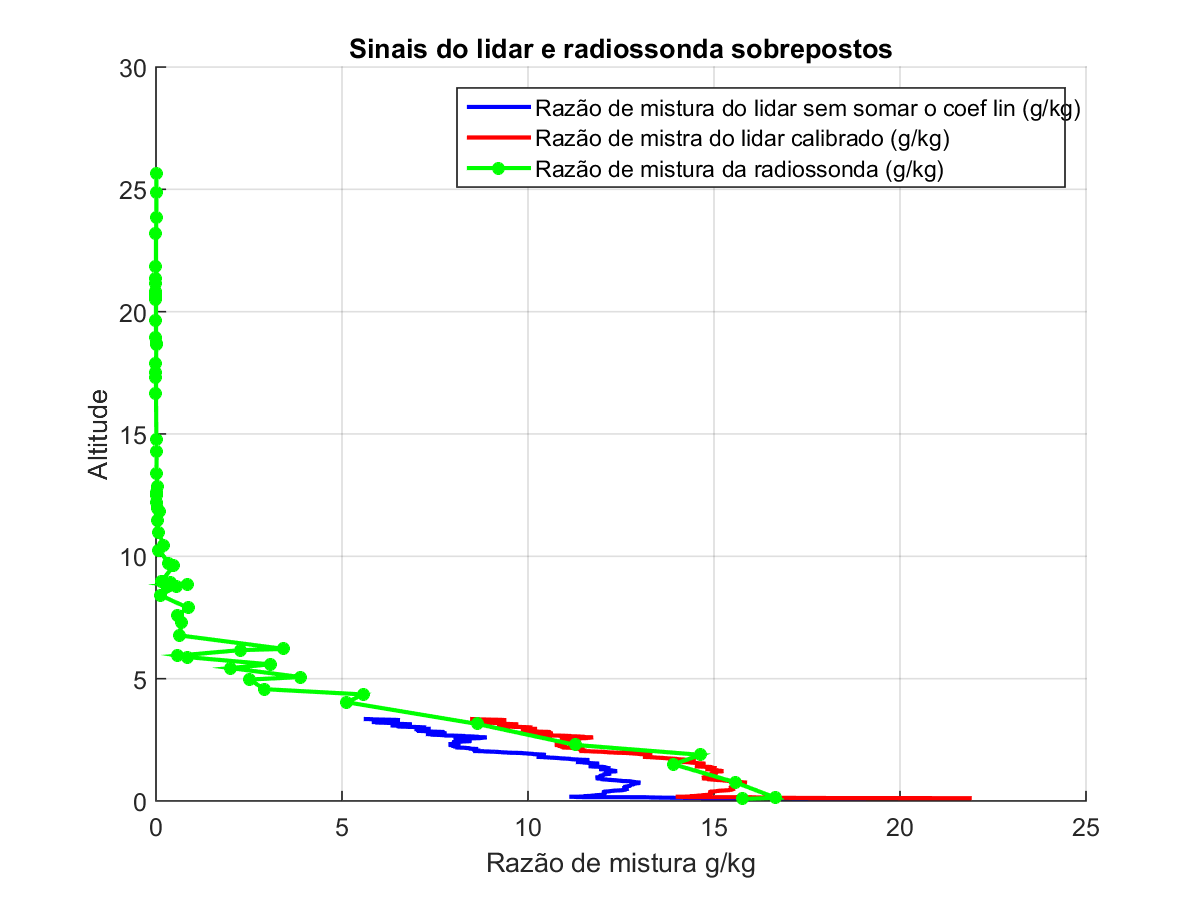 Sinais do lidar e radiossonda sobrepostos
30
25
20
15
10
5
0
Altitude
Razão de mistura do lidar sem somar o coef lin (g/kg)
Razão de mistra do lidar calibrado (g/kg)
Razão de mistura da radiossonda (g/kg)
0 5 10 15 20 25
Razão de mistura g/kg